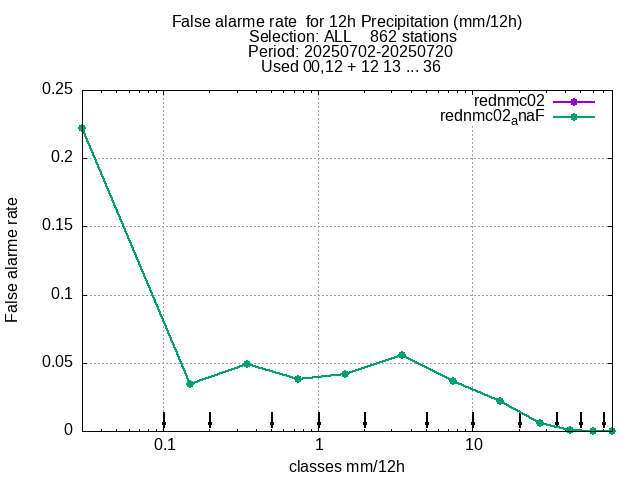 False alarme rate  for 12h Precipitation (mm/12h)
Selection: ALL    862 stations
Period: 20250702-20250720
Used 00,12 + 12 13 ... 36
rednmc02
rednmc02anaF
0.25
0.2
0.15
0.1
0.05
0
False alarme rate
0.1
1
10
classes mm/12h